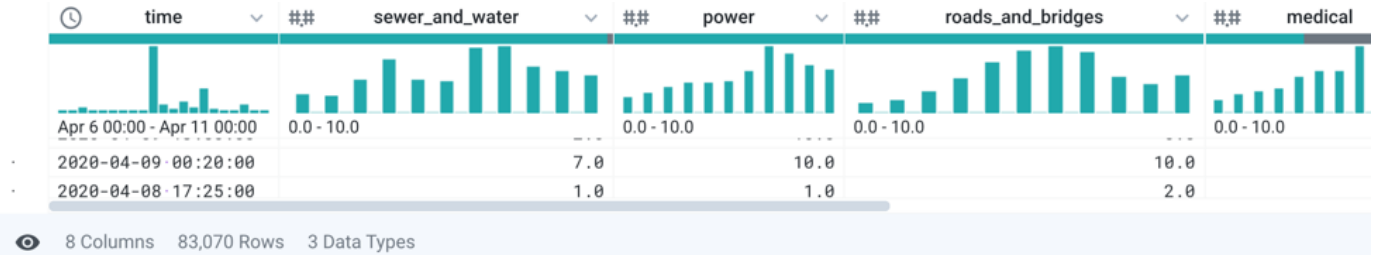 time #.# sewer_and_water #.# power #.# roads_and_bridges #.# medical
Apr 6 00:00 - Apr 11 00:00 0.0 - 10.0 0.0 - 10.0 0.0 - 10.0 0.0 - 10.0
2020-04-09·00:20:00 7.0 10.0 10.0
2020-04-08·17:25:00 1.0 1.0 2.0
8 Columns 83,070 Rows 3 Data Types